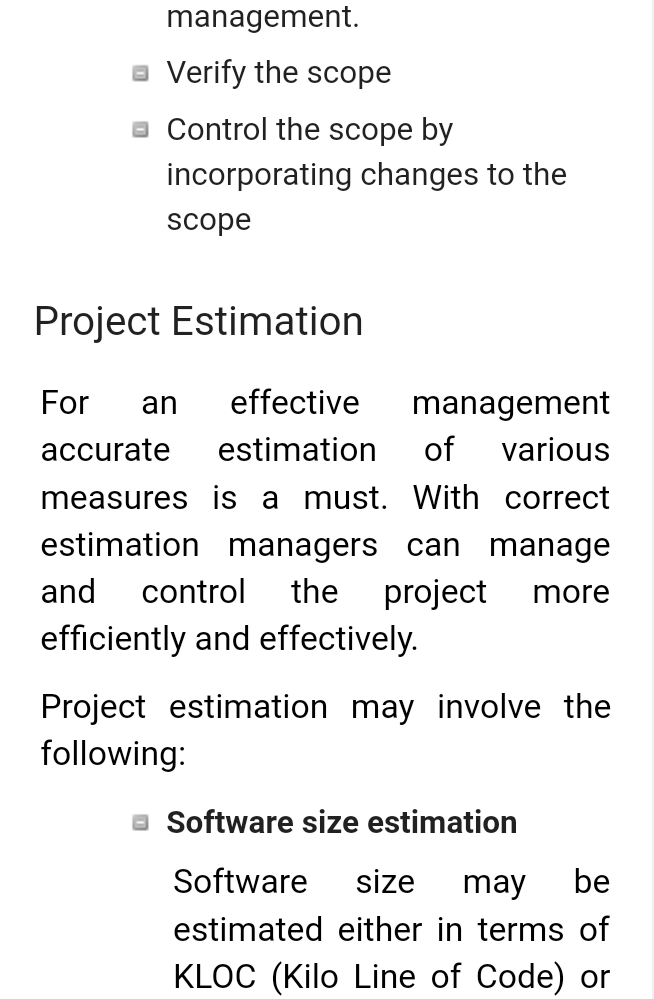 management.
Verify the scope
Control the scope by
incorporating changes to the
scope
Project Estimation
For an effective management
accurate estimation of various
measures is a must. With correct
estimation managers can manage
and control the project more
efficiently and effectively.
Project estimation may involve the
following:
Software size estimation
Software size may be
estimated either in terms of
KLOC (Kilo Line of Code) or